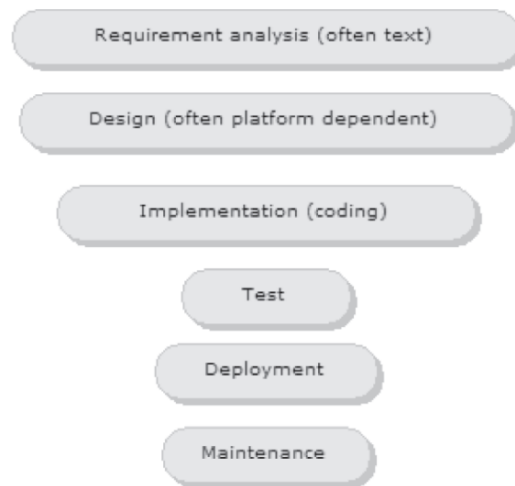 Requirement analysis (often text)
Design (often platform dependent)
Implementation (coding)
Test
Deployment
Maintenance